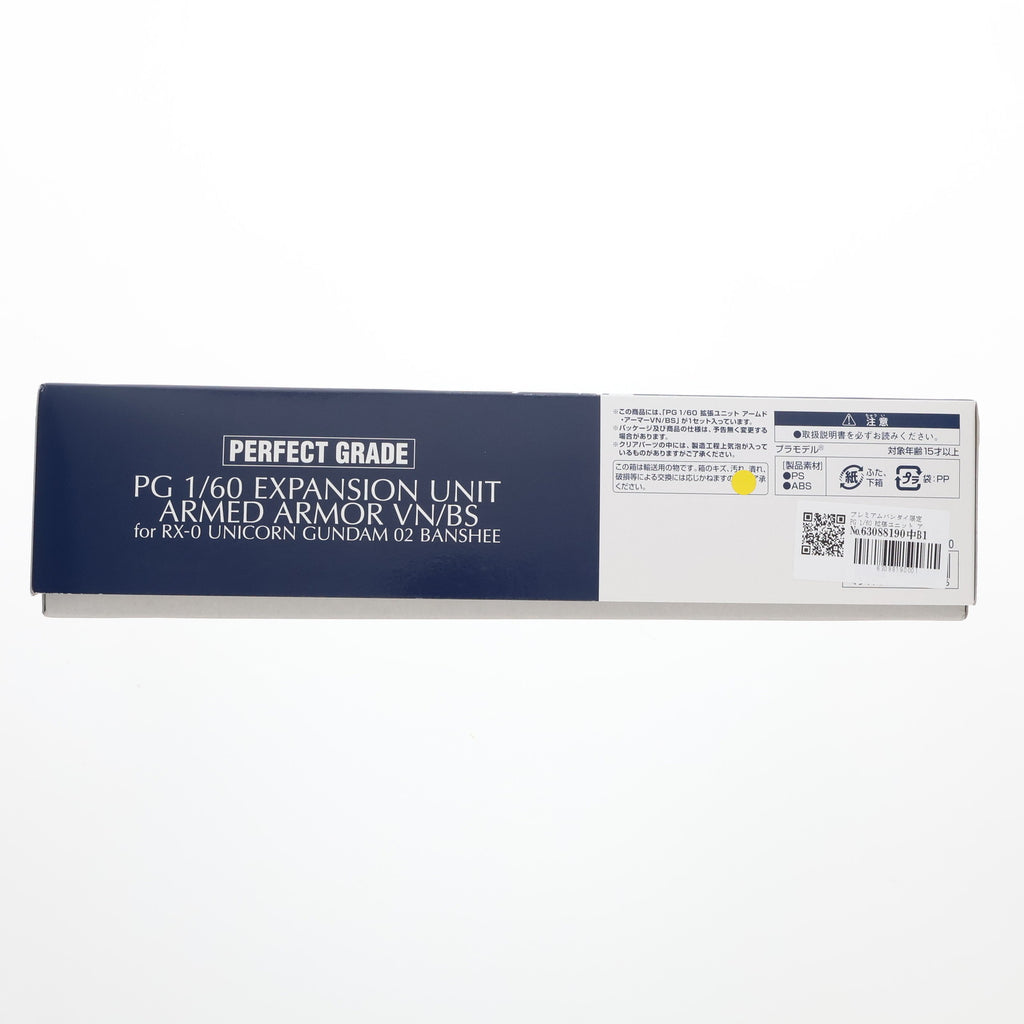 PERFECT GRADE
PG 1/60 EXPANSION UNIT
ARMED ARMOR VN/BS
for RX-0 UNICORN GUNDAM 02 BANSHEE
※この商品には、「PG 1/60 拡張ユニット アームド
・アーマーVN/BS」が1セット入っています。
※パッケージ及び商品の仕様は、予告無く変更する
場合があります。
※クリアパーツの中には、製造工程上気泡が入って
いるものがありますがご了承ください。
この箱は輸送用の物です。箱のキズ、汚れ、潰れ、
破損等による交換には応じかねますの 承
ください。
注意
●取扱説明書を必ずお読みください。
プラモデル® 対象年齢15才以上
[製品素材]
●PS
●ABS
紙 ふた、
下箱
プラ 袋:PP
プレミアムバンダイ限定
PG 1/60 拡張ユニット ア
No.63088190中B1